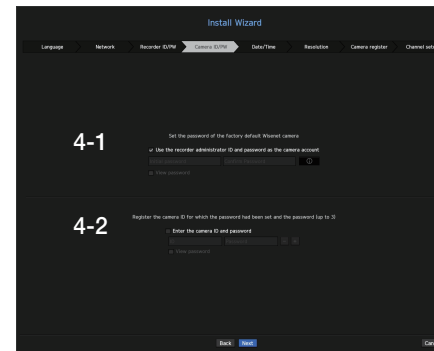 Install Wizard
Language Network Recorder ID/PW Camera ID/PW Date/Time Resolution Camera register Channel set
4-1
Set the password of the factory default Wisenet camera
Use the recorder administrator ID and password as the camera account
View password
4-2
Register the camera ID for which the password had been set and the password (up to 3)
Enter the camera ID and password
ID
View password
Back Next Can